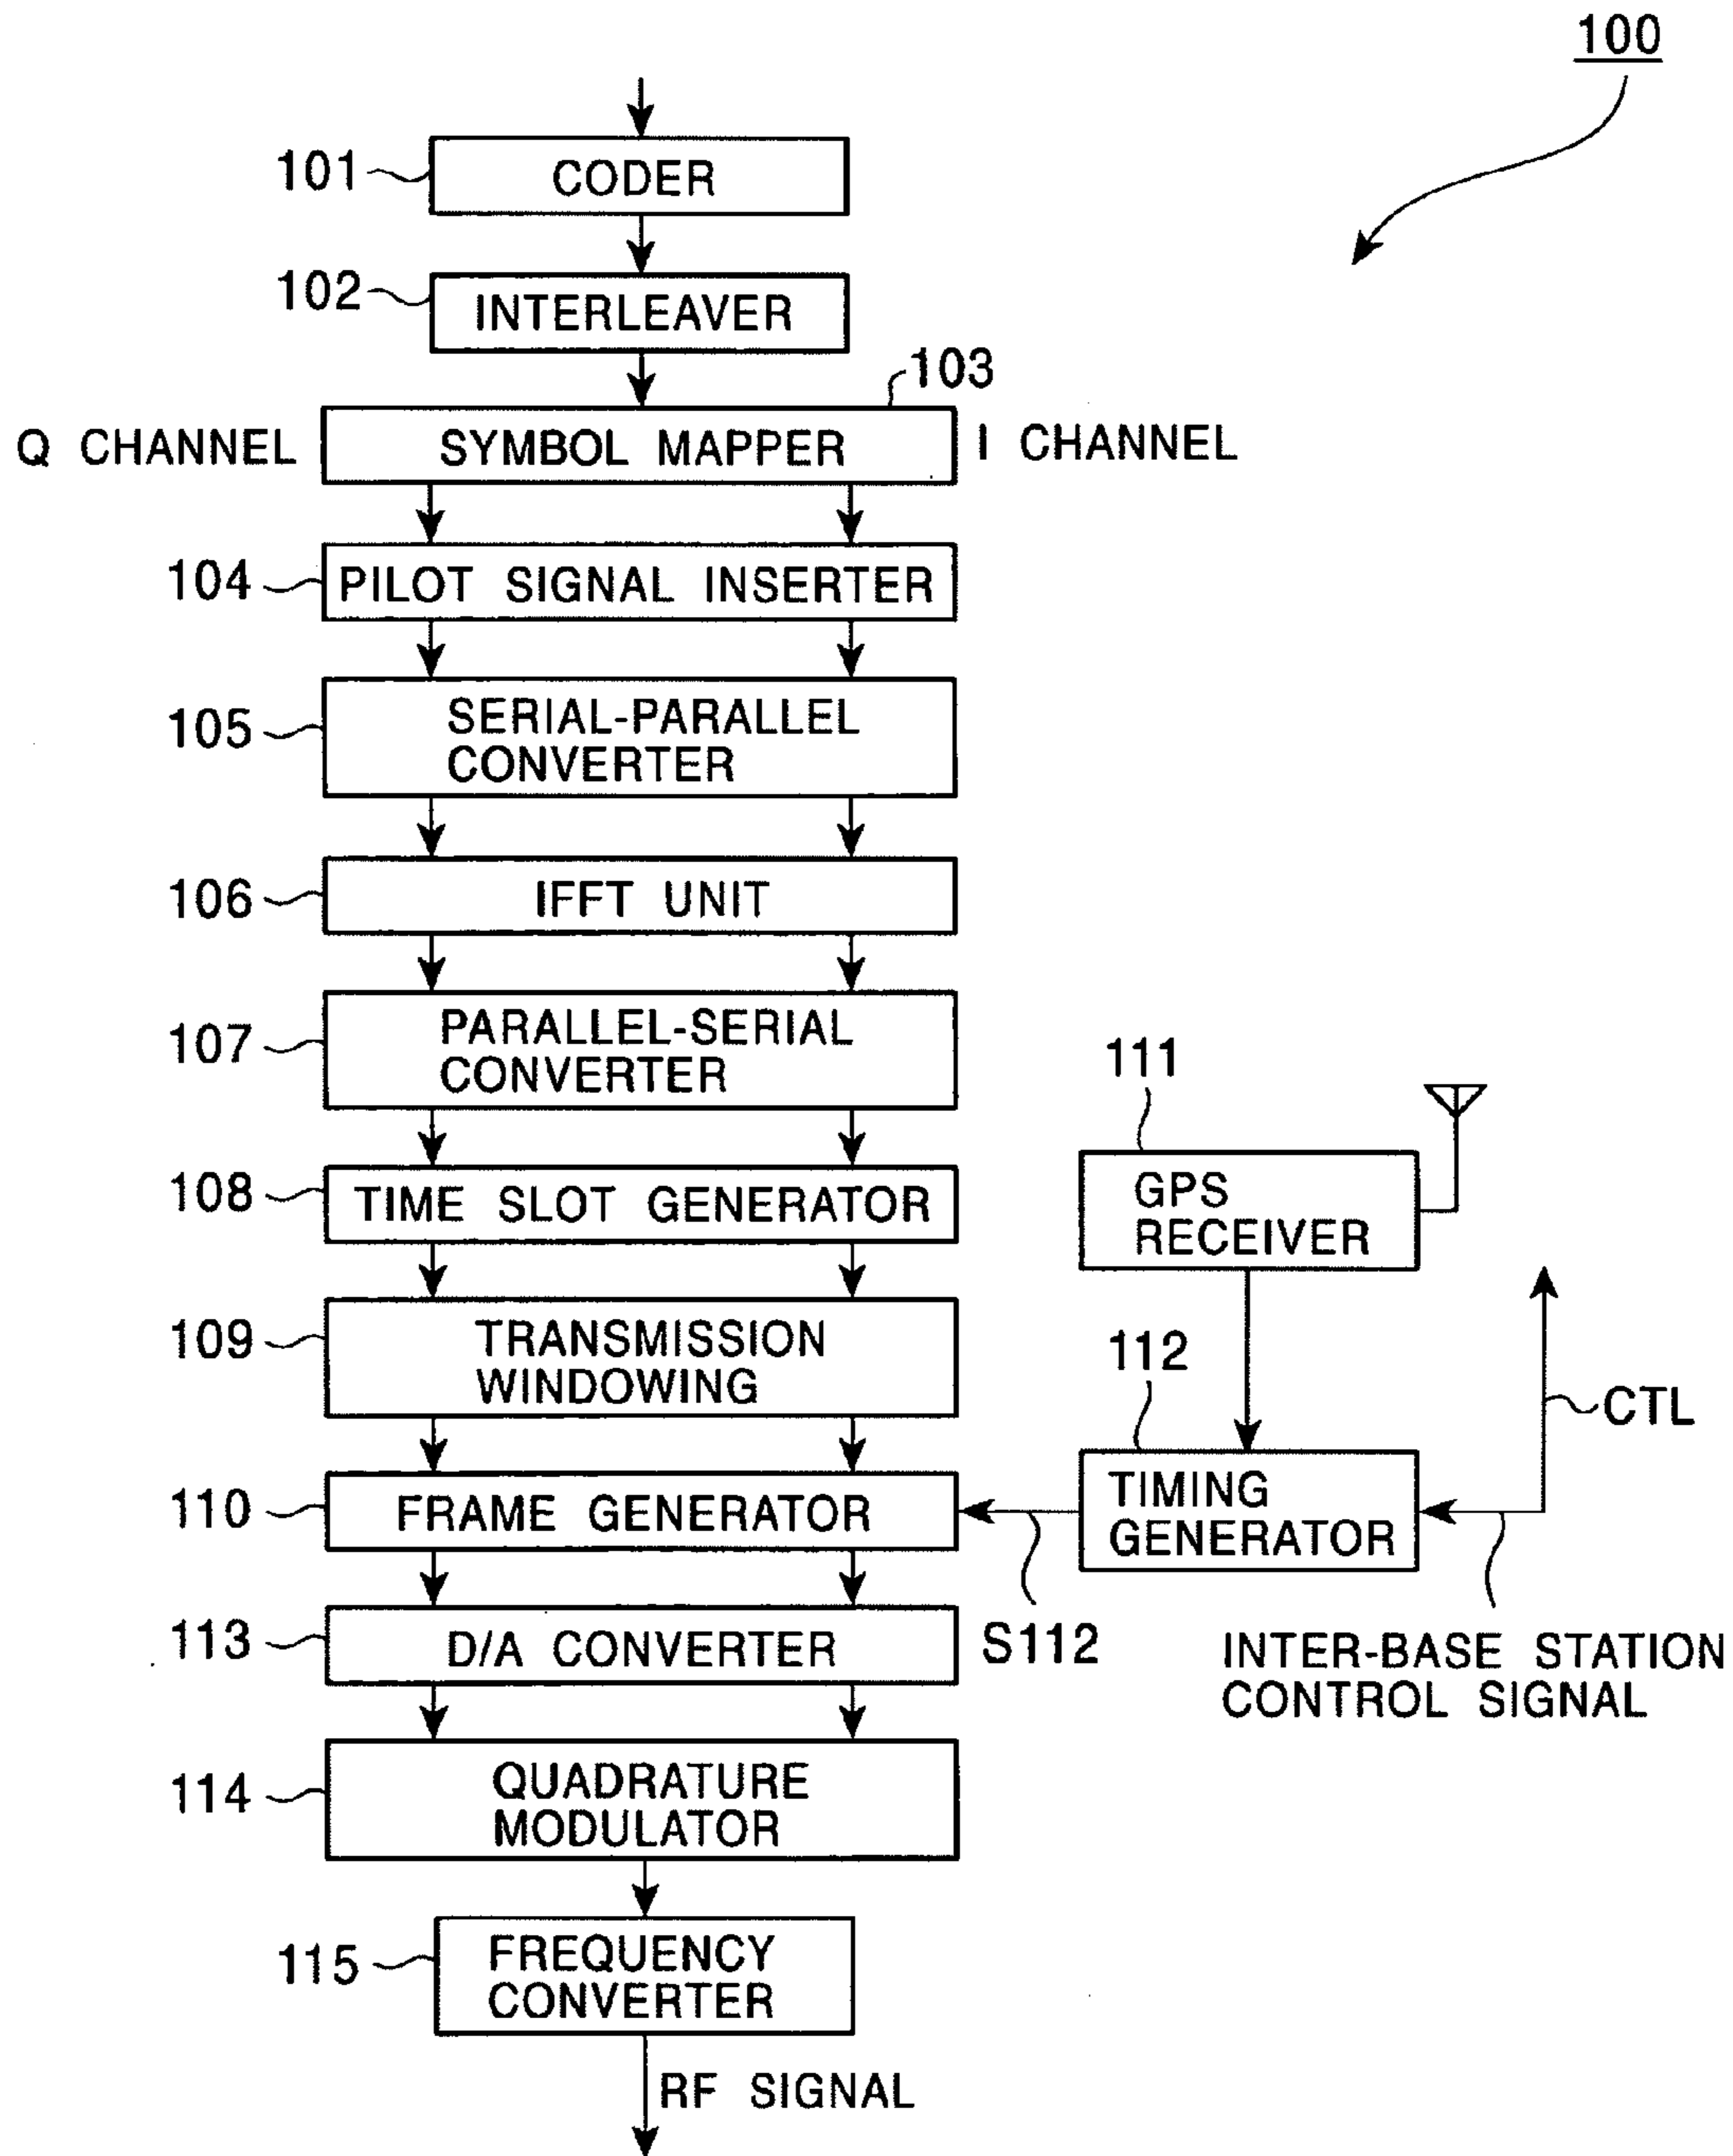 100
101
CODER
102
INTERLEAVER
103
Q CHANNEL
SYMBOL MAPPER
I CHANNEL
104
PILOT SIGNAL INSERTER
105
SERIAL-PARALLEL
CONVERTER
106
IFFT UNIT
107
PARALLEL-SERIAL
CONVERTER
111
GPS
RECEIVER
108
TIME SLOT GENERATOR
109
TRANSMISSION
WINDOWING
112
CTL
110
FRAME GENERATOR
TIMING
GENERATOR
S112
INTER-BASE STATION
CONTROL SIGNAL
113
D/A CONVERTER
114
QUADRATURE
MODULATOR
115
FREQUENCY
CONVERTER
RF SIGNAL